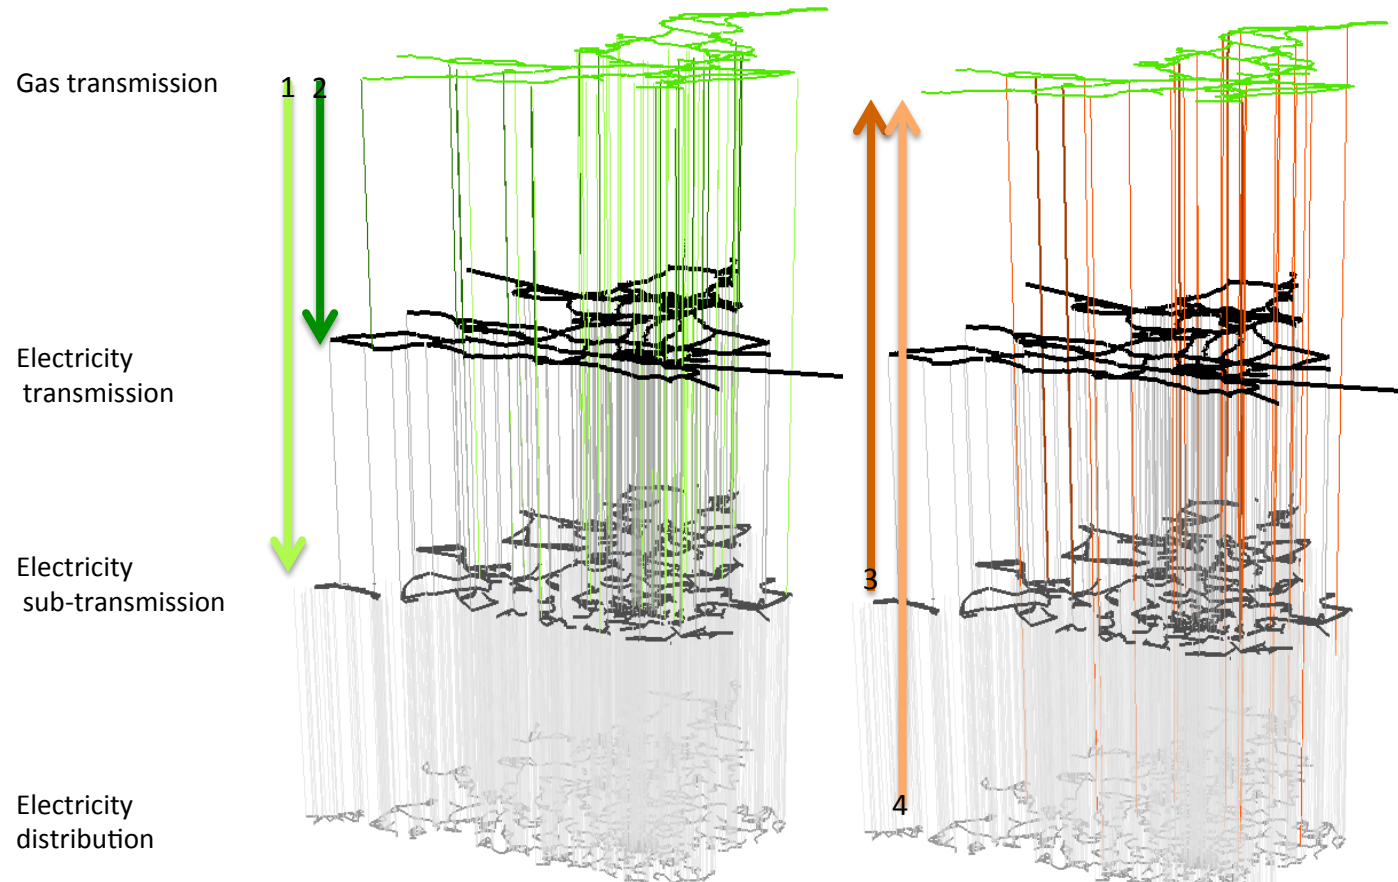 Gas transmission
1 2
Electricity
transmission
Electricity
sub-transmission
3
Electricity
distribution
4